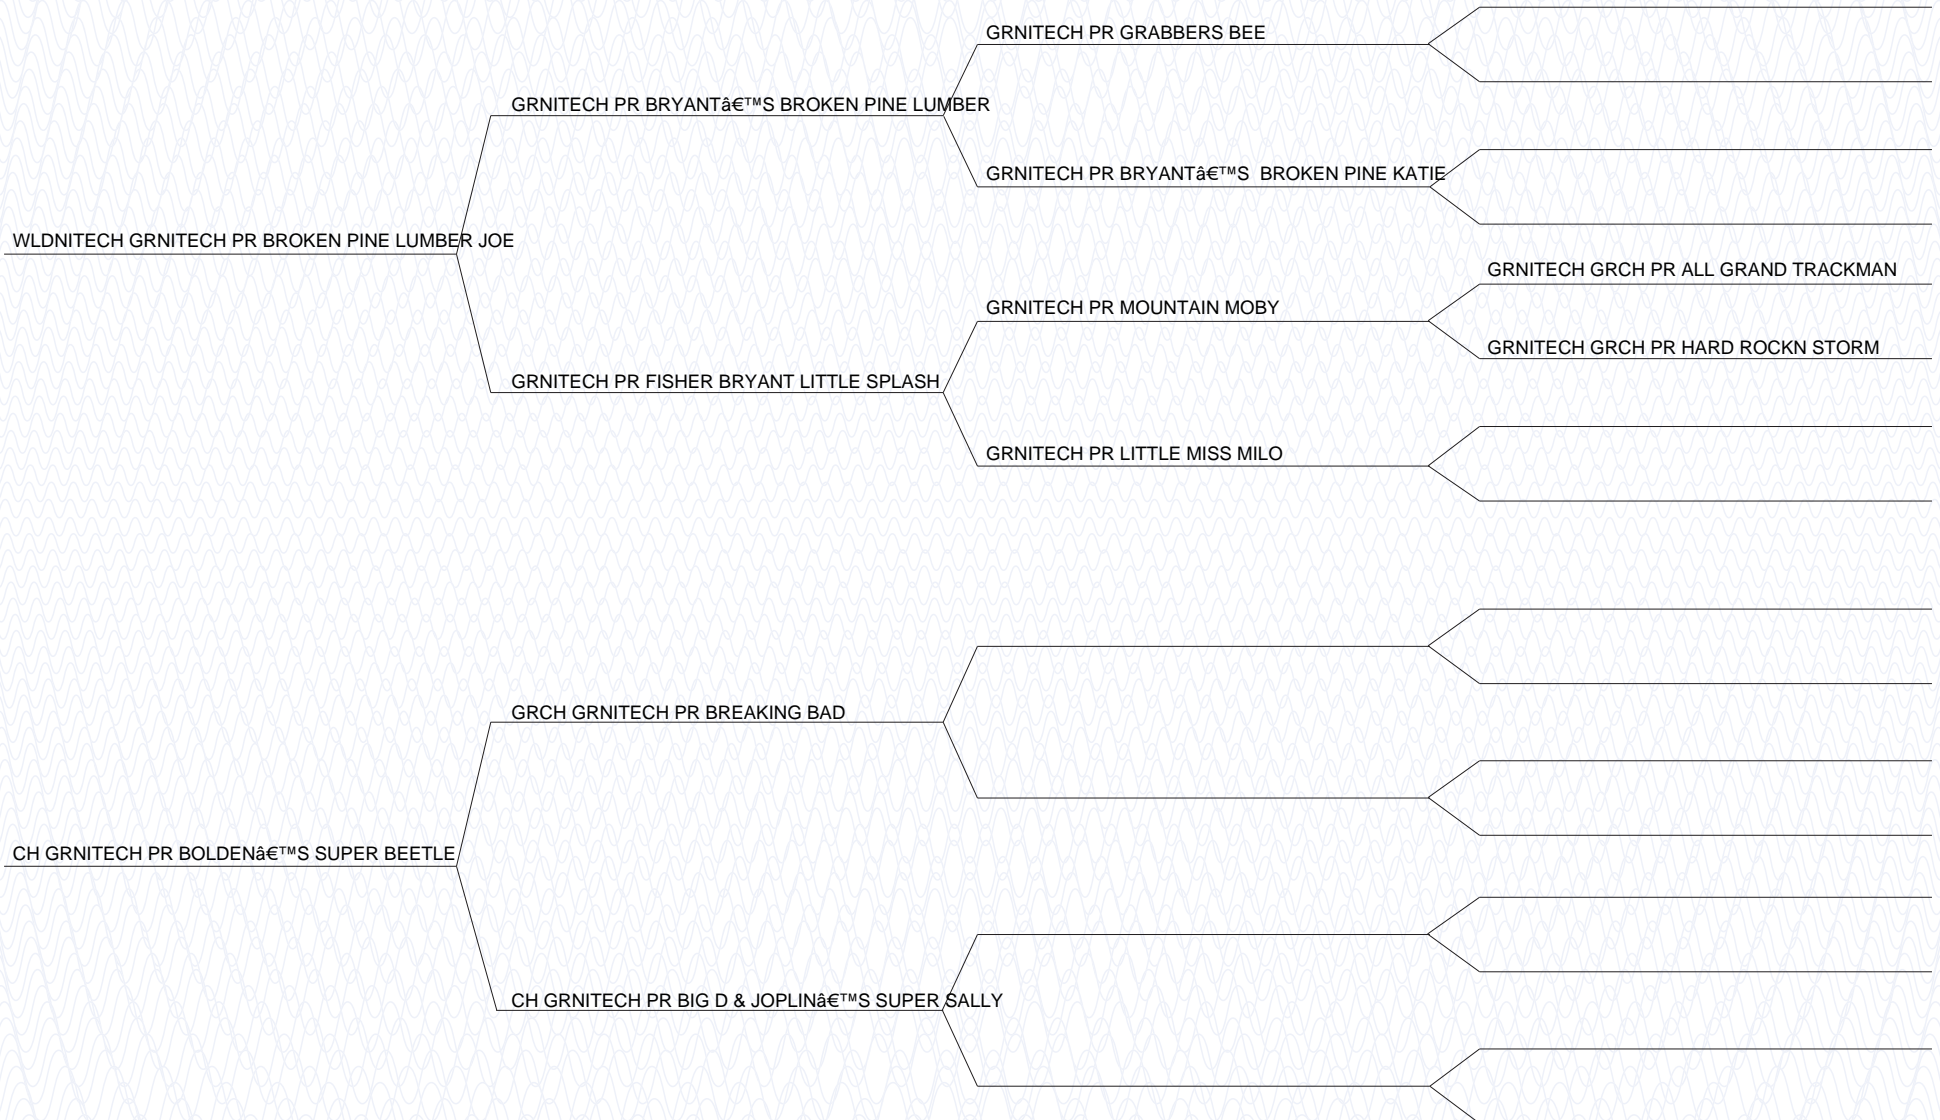 GRNITECH PR GRABBERS BEE
GRNITECH PR BRYANTâ€™S BROKEN PINE LUMBER
GRNITECH PR BRYANTâ€™S  BROKEN PINE KATIE
WLDNITECH GRNITECH PR BROKEN PINE LUMBER JOE
GRNITECH GRCH PR ALL GRAND TRACKMAN
GRNITECH PR MOUNTAIN MOBY
GRNITECH GRCH PR HARD ROCKN STORM
GRNITECH PR FISHER BRYANT LITTLE SPLASH
GRNITECH PR LITTLE MISS MILO
GRCH GRNITECH PR BREAKING BAD
CH GRNITECH PR BOLDENâ€™S SUPER BEETLE
CH GRNITECH PR BIG D & JOPLINâ€™S SUPER SALLY